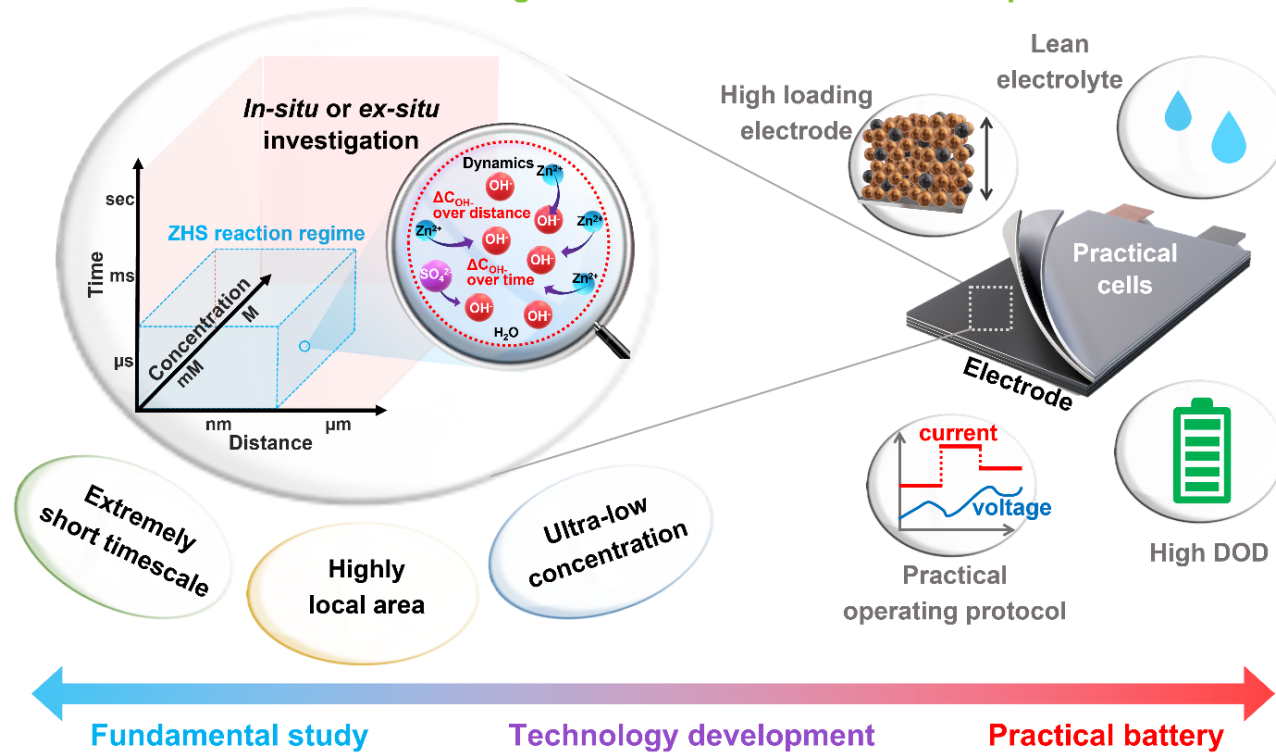 In-situ or ex-situ
investigation
Time
sec
ms
µs
ZHS reaction regime
Concentration
M
mM
nm
µm
Distance
Dynamics
Zn²⁺
OH⁻
ΔC_OH-
over distance
OH⁻
Zn²⁺
Zn²⁺
OH⁻
OH⁻
SO₄²⁻
ΔC_OH-
over time
Zn²⁺
OH⁻
OH⁻
H₂O
Extremely
short timescale
Highly
local area
Ultra-low
concentration
High loading
electrode
Lean
electrolyte
Practical
cells
Electrode
current
voltage
Practical
operating protocol
High DOD
Fundamental study
Technology development
Practical battery